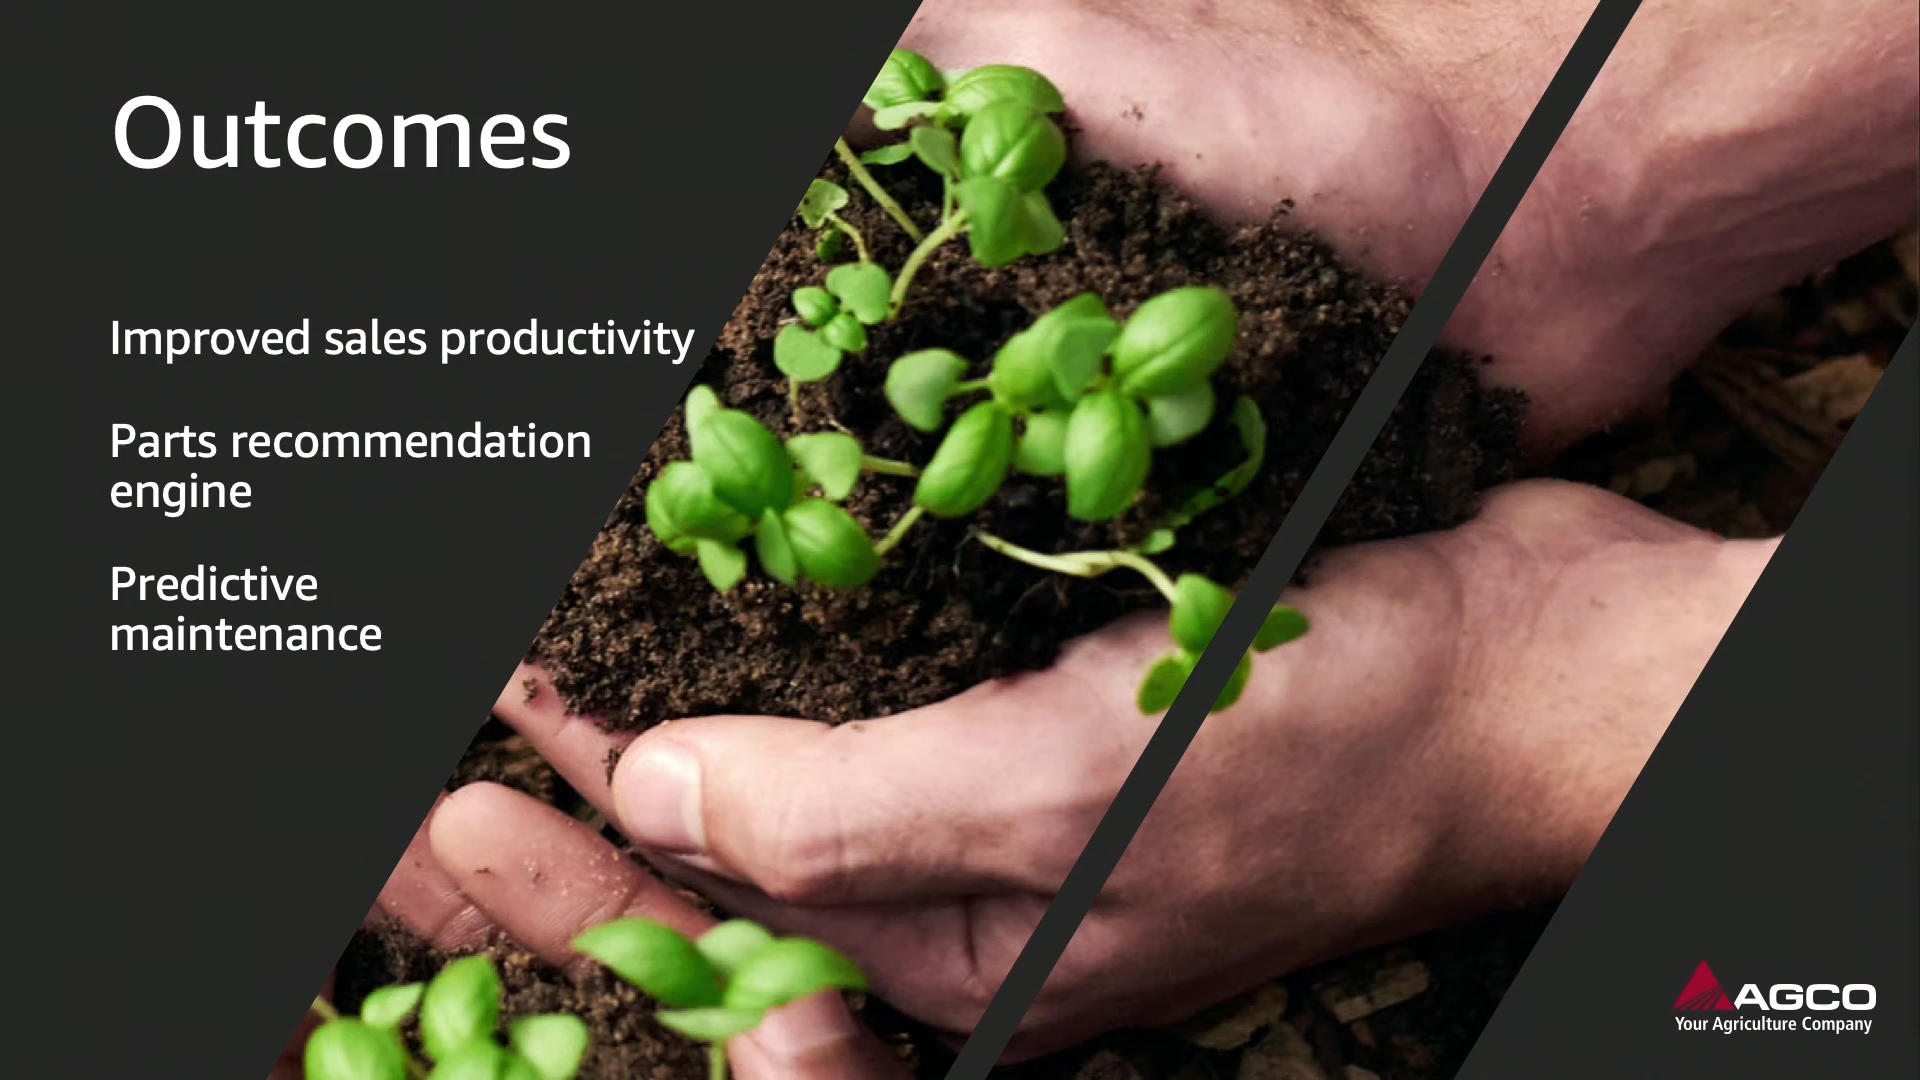 Outcomes
Improved sales productivity
Parts recommendation
engine
Predictive
maintenance
AGCO
Your Agriculture Company